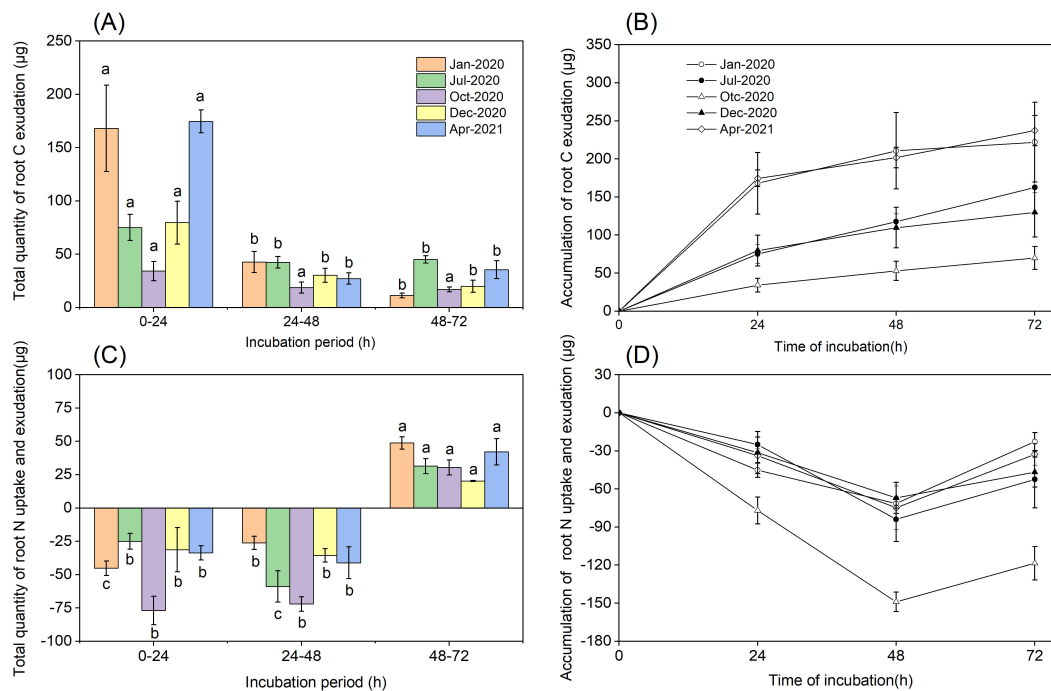 (A)
Total quantity of root C exudation (µg)
250
200
150
100
50
0
a
a
a
a
a
b
b
a
b
b
b
b
a
b
b
Jan-2020
Jul-2020
Oct-2020
Dec-2020
Apr-2021
0-24
24-48
48-72
Incubation period (h)
(B)
Accumulation of root C exudation (µg)
350
300
250
200
150
100
50
0
Jan-2020
Jul-2020
Otc-2020
Dec-2020
Apr-2021
0
24
48
72
Time of incubation(h)
(C)
Total quantity of root N uptake and exudation(µg)
100
75
50
25
0
-25
-50
-75
-100
c
b
b
b
b
b
c
b
b
b
a
a
a
a
a
0-24
24-48
48-72
Incubation period (h)
(D)
Accumulation of root N uptake and exudation (µg)
30
0
-30
-60
-90
-120
-150
-180
0
24
48
72
Time of incubation(h)